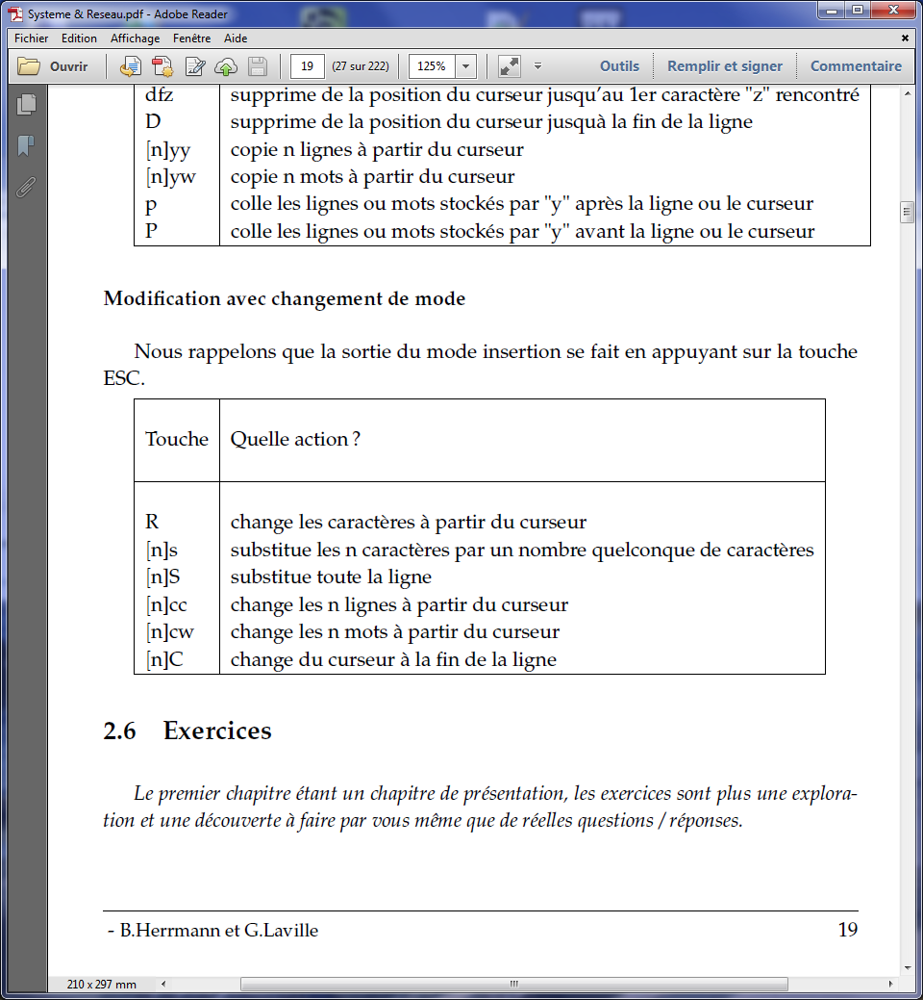 Systeme & Reseau.pdf - Adobe Reader
Fichier Edition Affichage Fenêtre Aide
Ouvrir 19 (27 sur 222) 125% Outils Remplir et signer Commentaire
dfz supprime de la position du curseur jusqu'au 1er caractère "z" rencontré
D supprime de la position du curseur jusquà la fin de la ligne
[n]yy copie n lignes à partir du curseur
[n]yw copie n mots à partir du curseur
p colle les lignes ou mots stockés par "y" après la ligne ou le curseur
P colle les lignes ou mots stockés par "y" avant la ligne ou le curseur
Modification avec changement de mode
Nous rappelons que la sortie du mode insertion se fait en appuyant sur la touche
ESC.
Touche Quelle action ?
R change les caractères à partir du curseur
[n]s substitue les n caractères par un nombre quelconque de caractères
[n]S substitue toute la ligne
[n]cc change les n lignes à partir du curseur
[n]cw change les n mots à partir du curseur
[n]C change du curseur à la fin de la ligne
2.6 Exercices
Le premier chapitre étant un chapitre de présentation, les exercices sont plus une explora-
tion et une découverte à faire par vous même que de réelles questions / réponses.
- B.Herrmann et G.Laville 19
210 x 297 mm